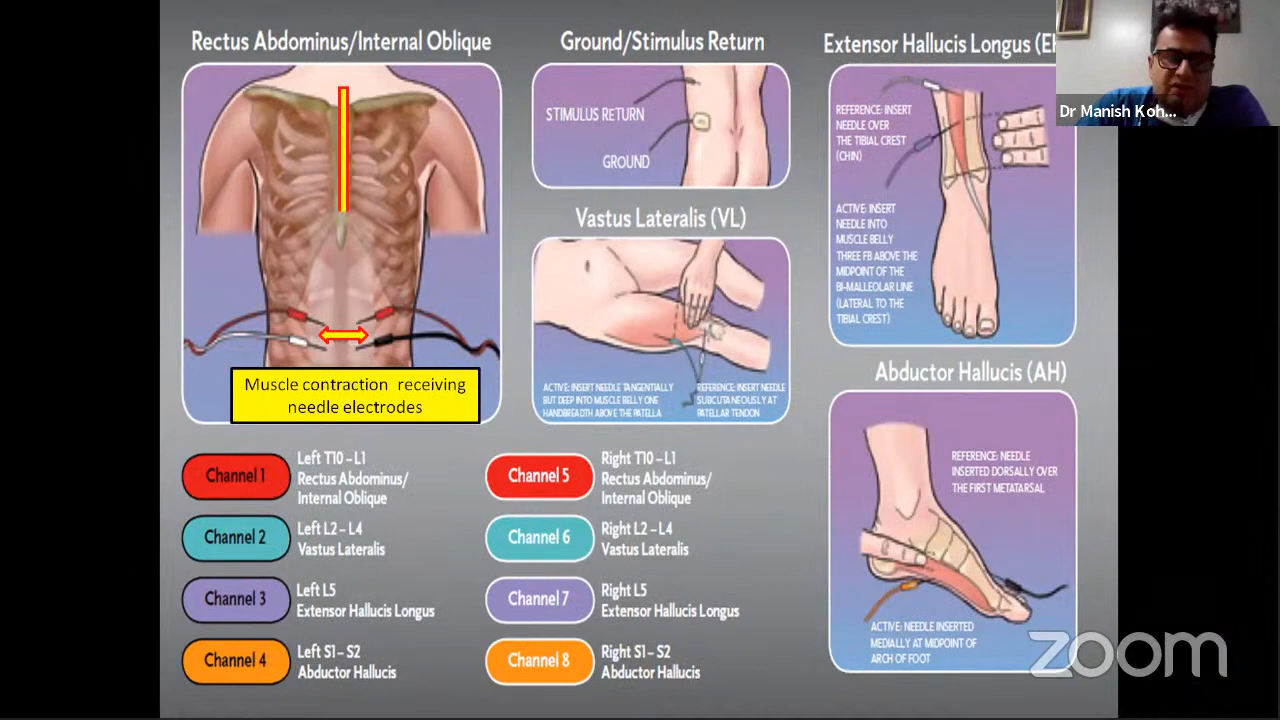 Rectus Abdominus/Internal Oblique
Muscle contraction receiving
needle electrodes
Ground/Stimulus Return
STIMULUS RETURN
GROUND
Vastus Lateralis (VL)
ACTIVE: INSERT NEEDLE TANGENTIALLY
BUT DEEP INTO MUSCLE BELLY ONE
HANDBREADTH ABOVE THE PATELLA
REFERENCE: INSERT NEEDLE
SUBCUTANEOUSLY AT
PATELLAR TENDON
Extensor Hallucis Longus
REFERENCE: INSERT
NEEDLE OVER
THE TIBIAL CREST
(CHIN)
ACTIVE: INSERT
NEEDLE INTO
MUSCLE BELLY
THREE FB ABOVE THE
MIDPOINT OF THE
BI-MALLEOLAR LINE
(LATERAL TO THE
TIBIAL CREST)
Abductor Hallucis (AH)
REFERENCE: NEEDLE
INSERTED DORSALLY OVER
THE FIRST METATARSAL
ACTIVE: NEEDLE INSERTED
MEDIALLY AT MIDPOINT OF
ARCH OF FOOT
Channel 1
Left T10 – L1
Rectus Abdominus/
Internal Oblique
Channel 2
Left L2 – L4
Vastus Lateralis
Channel 3
Left L5
Extensor Hallucis Longus
Channel 4
Left S1 – S2
Abductor Hallucis
Channel 5
Right T10 – L1
Rectus Abdominus/
Internal Oblique
Channel 6
Right L2 – L4
Vastus Lateralis
Channel 7
Right L5
Extensor Hallucis Longus
Channel 8
Right S1 – S2
Abductor Hallucis
Dr Manish Koh...
zoom